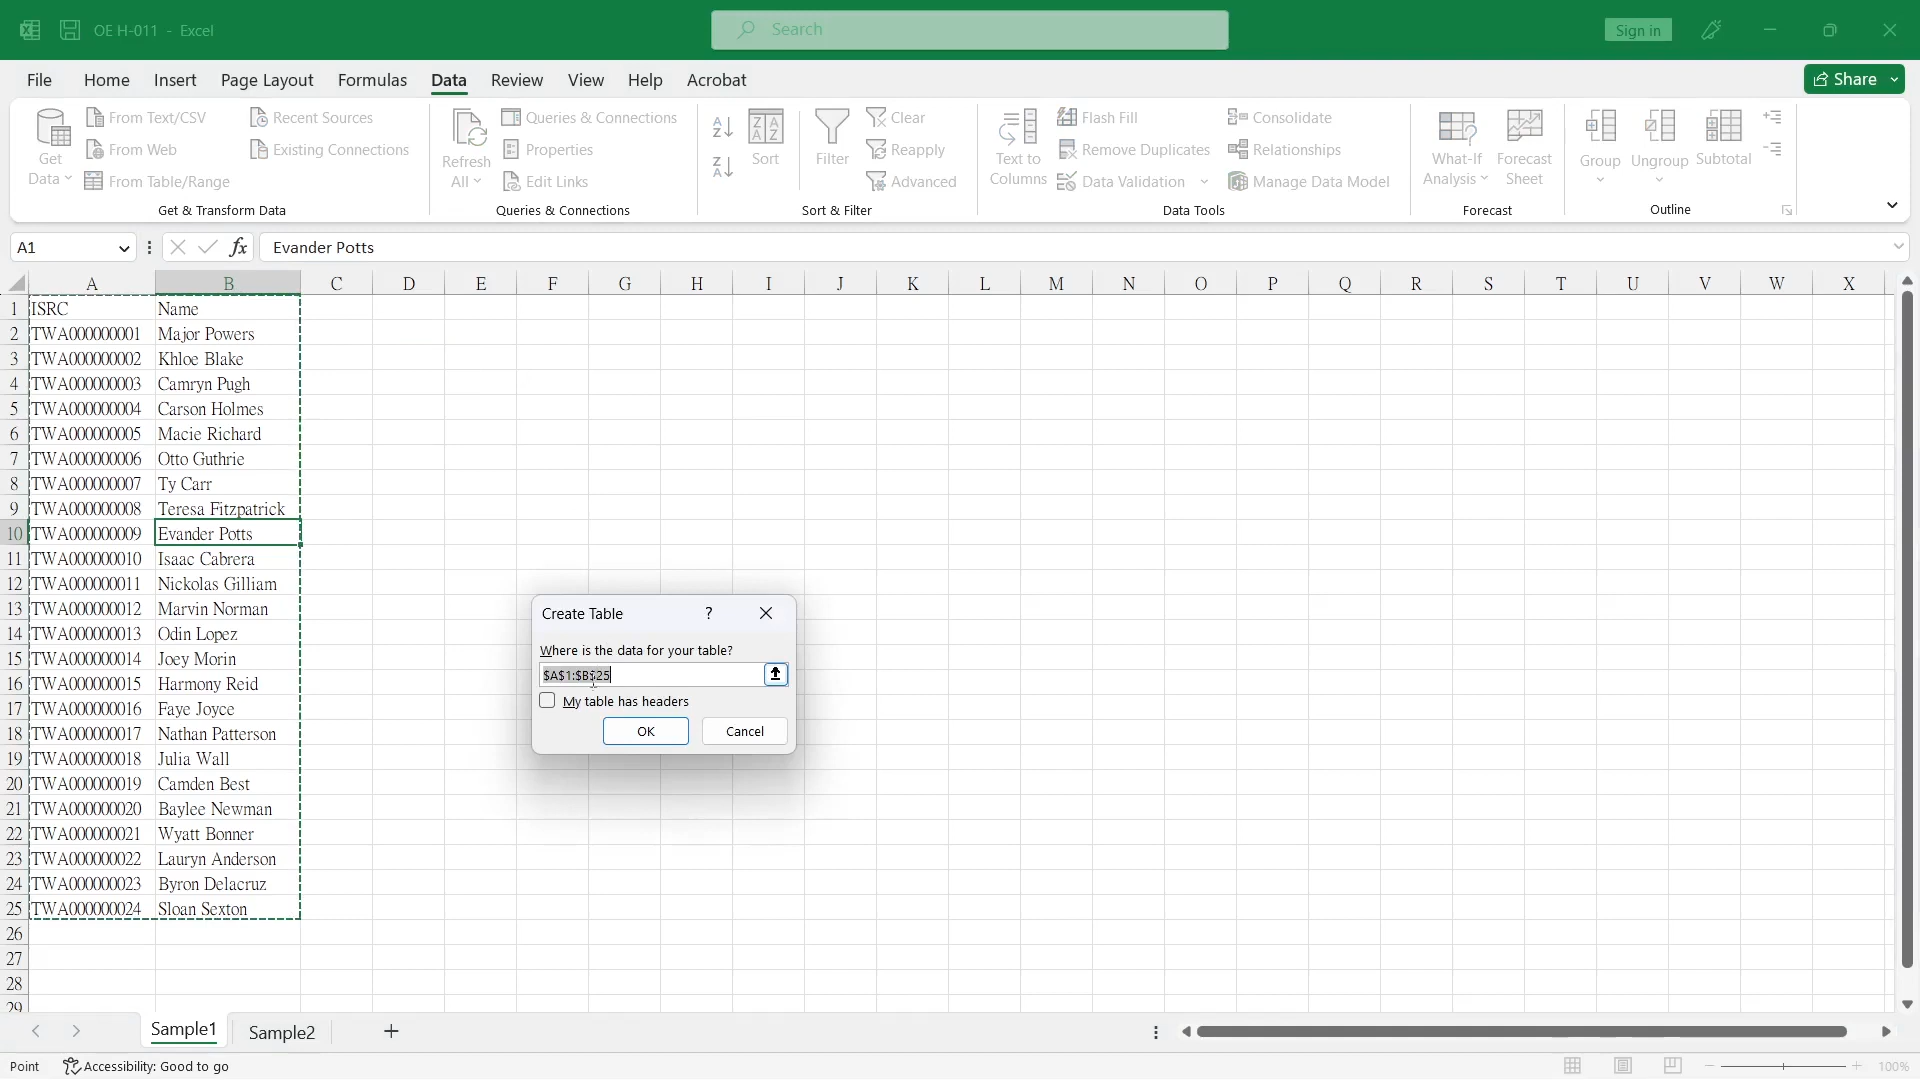 OE H-011 - Excel
Search
Sign in
File Home Insert Page Layout Formulas Data Review View Help Acrobat
Share
Get Data
From Text/CSV
From Web
From Table/Range
Recent Sources
Existing Connections
Get & Transform Data
Refresh All
Queries & Connections
Properties
Edit Links
Queries & Connections
Sort
Filter
Clear
Reapply
Advanced
Sort & Filter
Text to Columns
Flash Fill
Remove Duplicates
Data Validation
Consolidate
Relationships
Manage Data Model
Data Tools
What-If Analysis
Forecast Sheet
Forecast
Group
Ungroup
Subtotal
Outline
A1 fx Evander Potts
A B C D E F G H I J K L M N O P Q R S T U V W X
1 ISRC Name
2 TWA000000001 Major Powers
3 TWA000000002 Khloe Blake
4 TWA000000003 Camryn Pugh
5 TWA000000004 Carson Holmes
6 TWA000000005 Macie Richard
7 TWA000000006 Otto Guthrie
8 TWA000000007 Ty Carr
9 TWA000000008 Teresa Fitzpatrick
10 TWA000000009 Evander Potts
11 TWA000000010 Isaac Cabrera
12 TWA000000011 Nickolas Gilliam
13 TWA000000012 Marvin Norman
14 TWA000000013 Odin Lopez
15 TWA000000014 Joey Morin
16 TWA000000015 Harmony Reid
17 TWA000000016 Faye Joyce
18 TWA000000017 Nathan Patterson
19 TWA000000018 Julia Wall
20 TWA000000019 Camden Best
21 TWA000000020 Baylee Newman
22 TWA000000021 Wyatt Bonner
23 TWA000000022 Lauryn Anderson
24 TWA000000023 Byron Delacruz
25 TWA000000024 Sloan Sexton
26
27
28
29
Create Table ?
Where is the data for your table?
$A$1:$B$25
My table has headers
OK Cancel
Sample1 Sample2
Point Accessibility: Good to go 100%